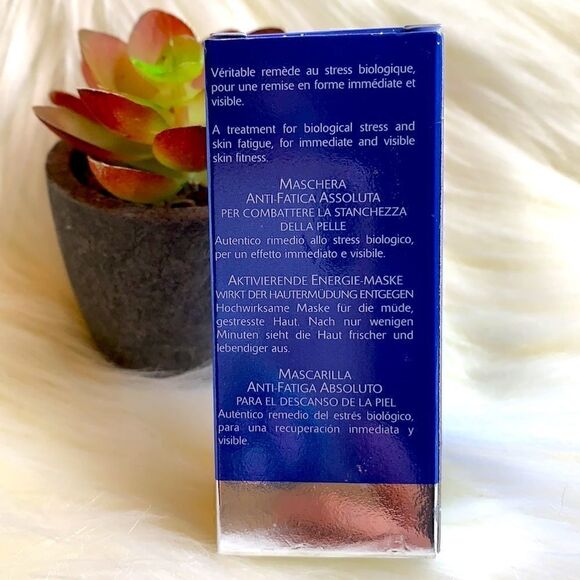 Véritable remède au stress biologique,
pour une remise en forme immédiate et
visible.
A treatment for biological stress and
skin fatigue, for immediate and visible
skin fitness.
MASCHERA
ANTI-FATICA ASSOLUTA
PER COMBATTERE LA STANCHEZZA
DELLA PELLE
Autentico rimedio allo stress biologico,
per un effetto immediato e visibile.
AKTIVIERENDE ENERGIE-MASKE
WIRKT DER HAUTERMÜDUNG ENTGEGEN
Hochwirksame Maske für die müde,
gestresste Haut. Nach nur wenigen
Minuten sieht die Haut frischer und
lebendiger aus.
MASCARILLA
ANTI-FATIGA ABSOLUTO
PARA EL DESCANSO DE LA PIEL
Auténtico remedio del estrés biológico,
para una recuperación inmediata y
visible.